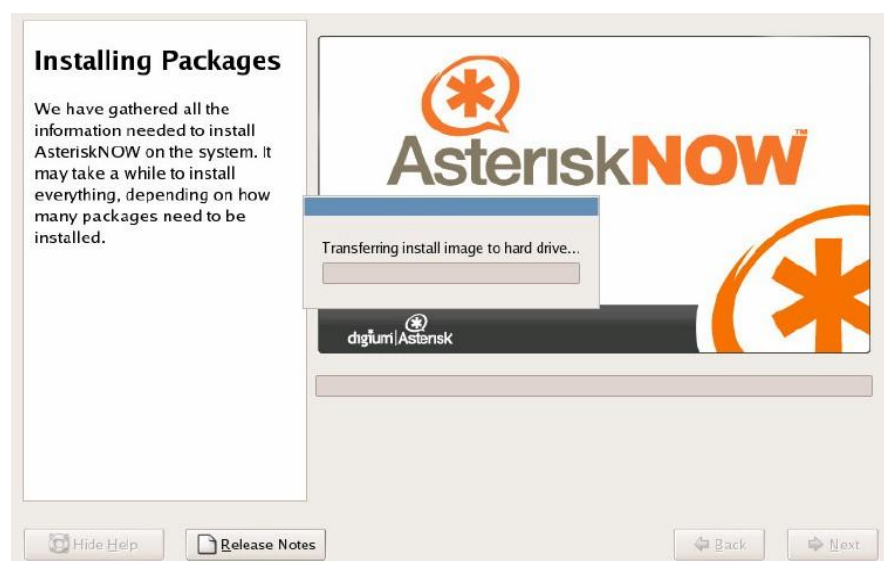 Installing Packages
We have gathered all the
information needed to install
AsteriskNOW on the system. It
may take a while to install
everything, depending on how
many packages need to be
installed.
AsteriskNOW™
Transferring install image to hard drive...
digium|Asterisk
Hide Help
Release Notes
Back
Next